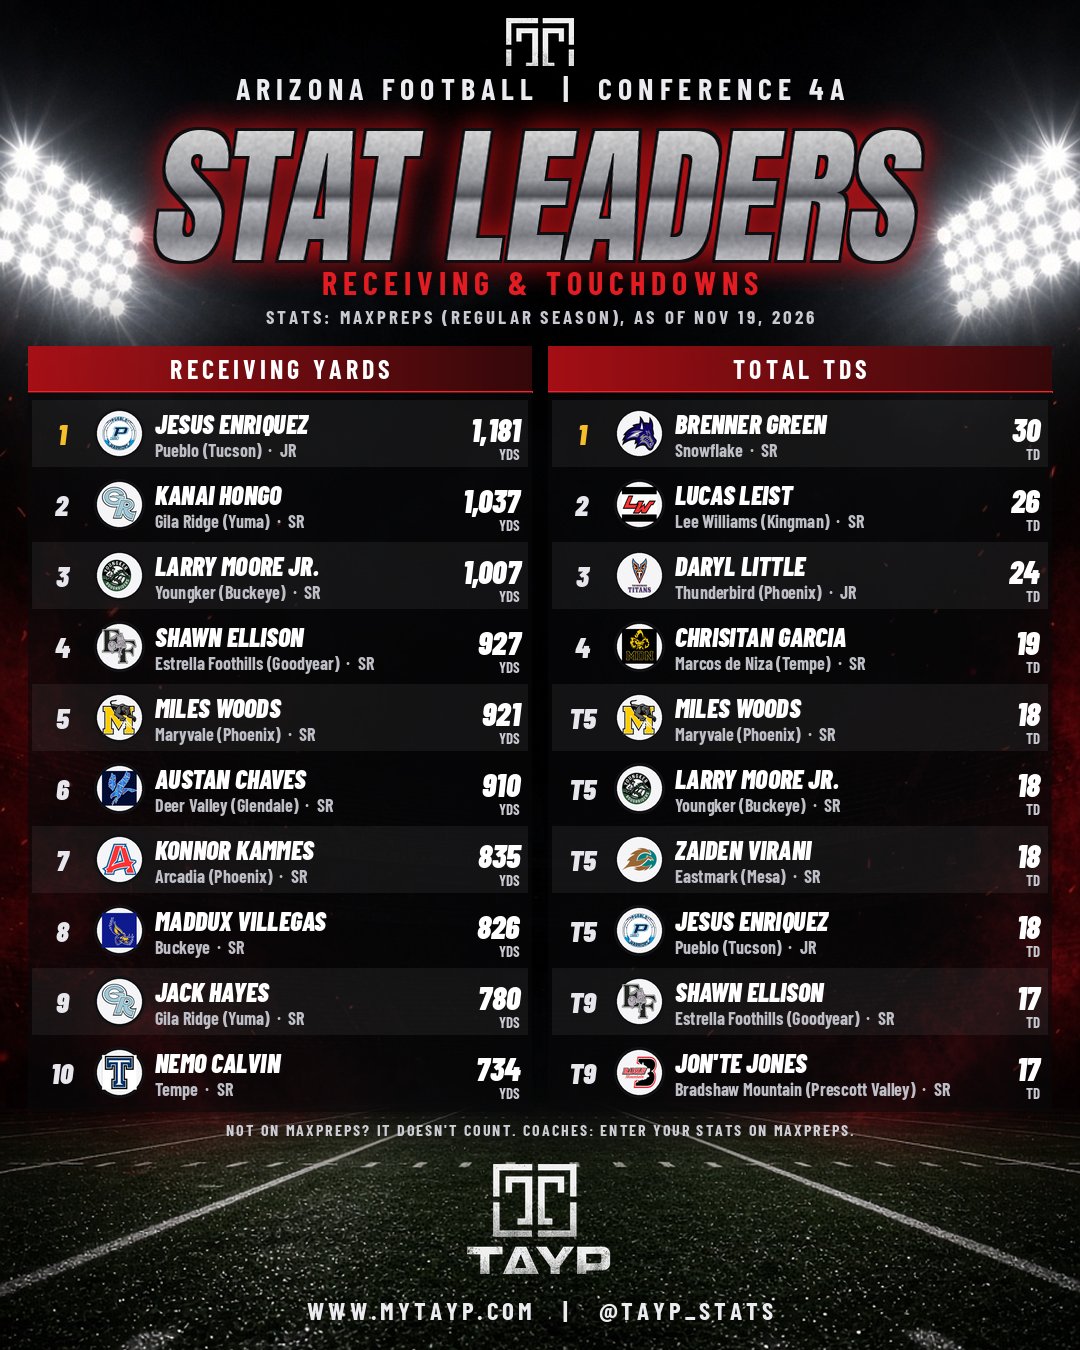 ARIZONA FOOTBALL | CONFERENCE 4A
STAT LEADERS
RECEIVING & TOUCHDOWNS
STATS: MAXPREPS (REGULAR SEASON), AS OF NOV 19, 2026
RECEIVING YARDS
1 JESUS ENRIQUEZ 1,181
Pueblo (Tucson) · JR YDS
2 KANAI HONGO 1,037
Gila Ridge (Yuma) · SR YDS
3 LARRY MOORE JR. 1,007
Youngker (Buckeye) · SR YDS
4 SHAWN ELLISON 927
Estrella Foothills (Goodyear) · SR YDS
5 MILES WOODS 921
Maryvale (Phoenix) · SR YDS
6 AUSTAN CHAVES 910
Deer Valley (Glendale) · SR YDS
7 KONNOR KAMMES 835
Arcadia (Phoenix) · SR YDS
8 MADDUX VILLEGAS 826
Buckeye · SR YDS
9 JACK HAYES 780
Gila Ridge (Yuma) · SR YDS
10 NEMO CALVIN 734
Tempe · SR YDS
TOTAL TDS
1 BRENNER GREEN 30
Snowflake · SR TD
2 LUCAS LEIST 26
Lee Williams (Kingman) · SR TD
3 DARYL LITTLE 24
Thunderbird (Phoenix) · JR TD
4 CHRISITAN GARCIA 19
Marcos de Niza (Tempe) · SR TD
T5 MILES WOODS 18
Maryvale (Phoenix) · SR TD
T5 LARRY MOORE JR. 18
Youngker (Buckeye) · SR TD
T5 ZAIDEN VIRANI 18
Eastmark (Mesa) · SR TD
T5 JESUS ENRIQUEZ 18
Pueblo (Tucson) · JR TD
T9 SHAWN ELLISON 17
Estrella Foothills (Goodyear) · SR TD
T9 JON'TE JONES 17
Bradshaw Mountain (Prescott Valley) · SR TD
NOT ON MAXPREPS? IT DOESN'T COUNT. COACHES: ENTER YOUR STATS ON MAXPREPS.
TAYP
WWW.MYTAYP.COM | @TAYP_STATS